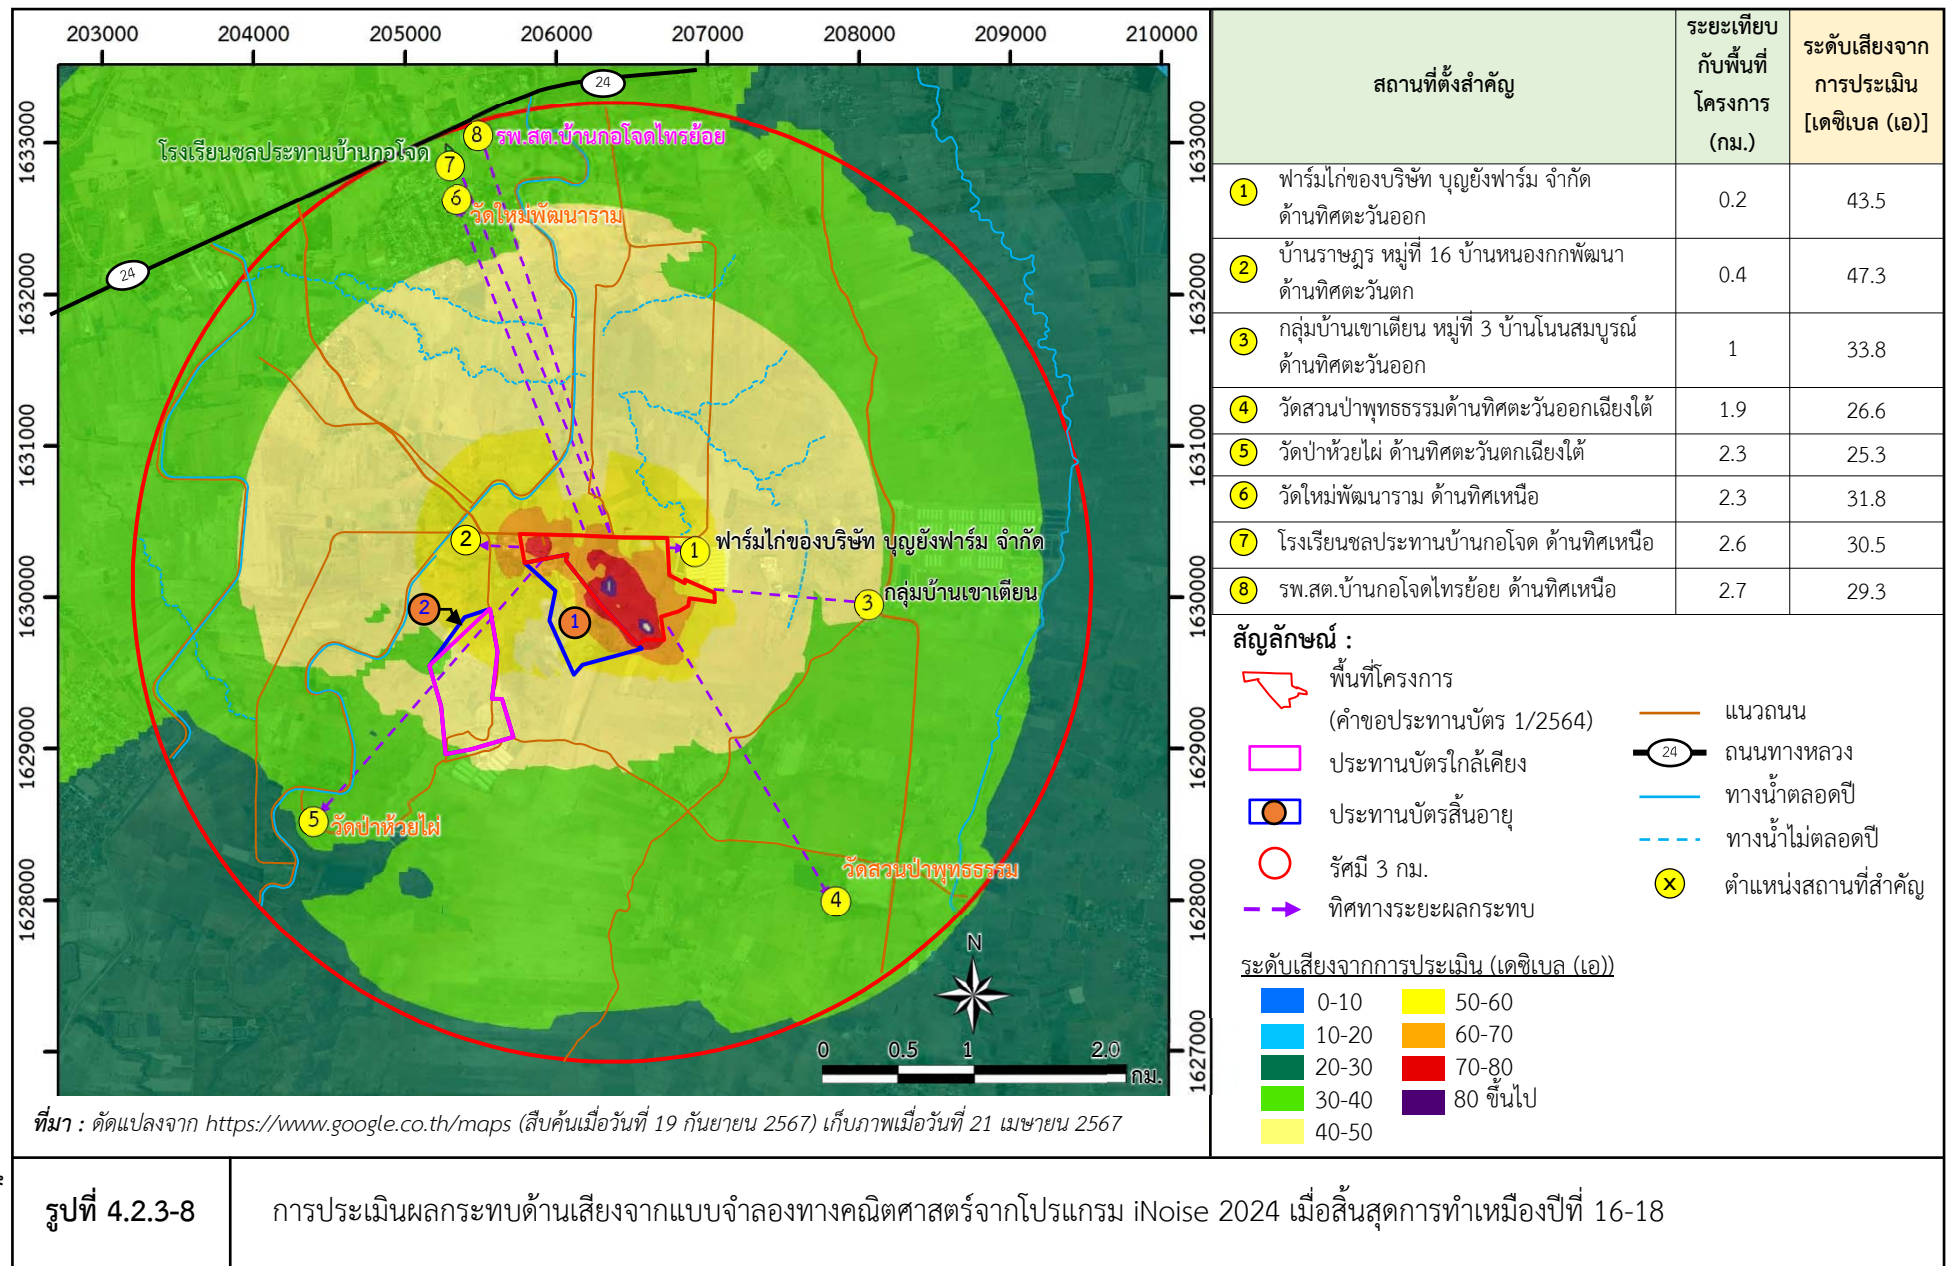 203000 204000 205000 206000 207000 208000 209000 210000
1633000
1632000
1631000
1630000
1629000
1628000
1633000
1632000
1631000
1630000
1629000
1628000
1627000
24
24
8 รพ.สต.บ้านกอโจดไทรย้อย
โรงเรียนชลประทานบ้านกอโจด
7
6
วัดใหม่พัฒนาราม
2
1 ฟาร์มไก่ของบริษัท บุญยังฟาร์ม จำกัด
กลุ่มบ้านเขาเตียน
3
2
1
5
วัดป่าห้วยไผ่
วัดสวนป่าพุทธธรรม
4
N
0 0.5 1 2.0
กม.
ที่มา : ดัดแปลงจาก https://www.google.co.th/maps (สืบค้นเมื่อวันที่ 19 กันยายน 2567) เก็บภาพเมื่อวันที่ 21 เมษายน 2567
สถานที่ตั้งสำคัญ
ระยะเทียบ
กับพื้นที่
โครงการ
(กม.)
ระดับเสียงจาก
การประเมิน
[เดซิเบล (เอ)]
1 ฟาร์มไก่ของบริษัท บุญยังฟาร์ม จำกัด
ด้านทิศตะวันออก
0.2 43.5
2 บ้านราษฎร หมู่ที่ 16 บ้านหนองกกพัฒนา
ด้านทิศตะวันตก
0.4 47.3
3 กลุ่มบ้านเขาเตียน หมู่ที่ 3 บ้านโนนสมบูรณ์
ด้านทิศตะวันออก
1 33.8
4 วัดสวนป่าพุทธธรรมด้านทิศตะวันออกเฉียงใต้ 1.9 26.6
5 วัดป่าห้วยไผ่ ด้านทิศตะวันตกเฉียงใต้ 2.3 25.3
6 วัดใหม่พัฒนาราม ด้านทิศเหนือ 2.3 31.8
7 โรงเรียนชลประทานบ้านกอโจด ด้านทิศเหนือ 2.6 30.5
8 รพ.สต.บ้านกอโจดไทรย้อย ด้านทิศเหนือ 2.7 29.3
สัญลักษณ์ :
พื้นที่โครงการ
(คำขอประทานบัตร 1/2564)
ประทานบัตรใกล้เคียง
ประทานบัตรสิ้นอายุ
รัศมี 3 กม.
ทิศทางระยะผลกระทบ
แนวถนน
24 ถนนทางหลวง
ทางน้ำตลอดปี
ทางน้ำไม่ตลอดปี
X ตำแหน่งสถานที่สำคัญ
ระดับเสียงจากการประเมิน (เดซิเบล (เอ))
0-10 50-60
10-20 60-70
20-30 70-80
30-40 80 ขึ้นไป
40-50
รูปที่ 4.2.3-8
การประเมินผลกระทบด้านเสียงจากแบบจำลองทางคณิตศาสตร์จากโปรแกรม iNoise 2024 เมื่อสิ้นสุดการทำเหมืองปีที่ 16-18